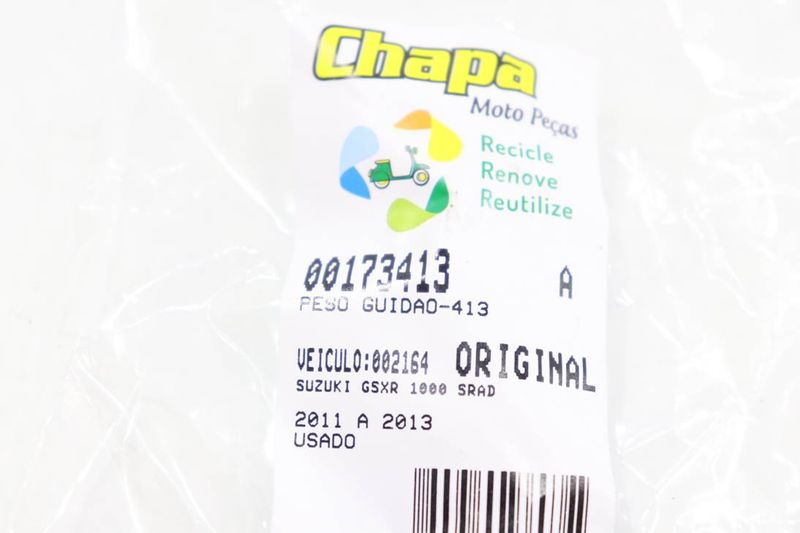 Chapa
Moto Peças
Recicle
Renove
Reutilize
00173413 A
PESO GUIDAO-413
VEICULO:002164 ORIGINAL
SUZUKI GSXR 1000 SRAD
2011 A 2013
USADO